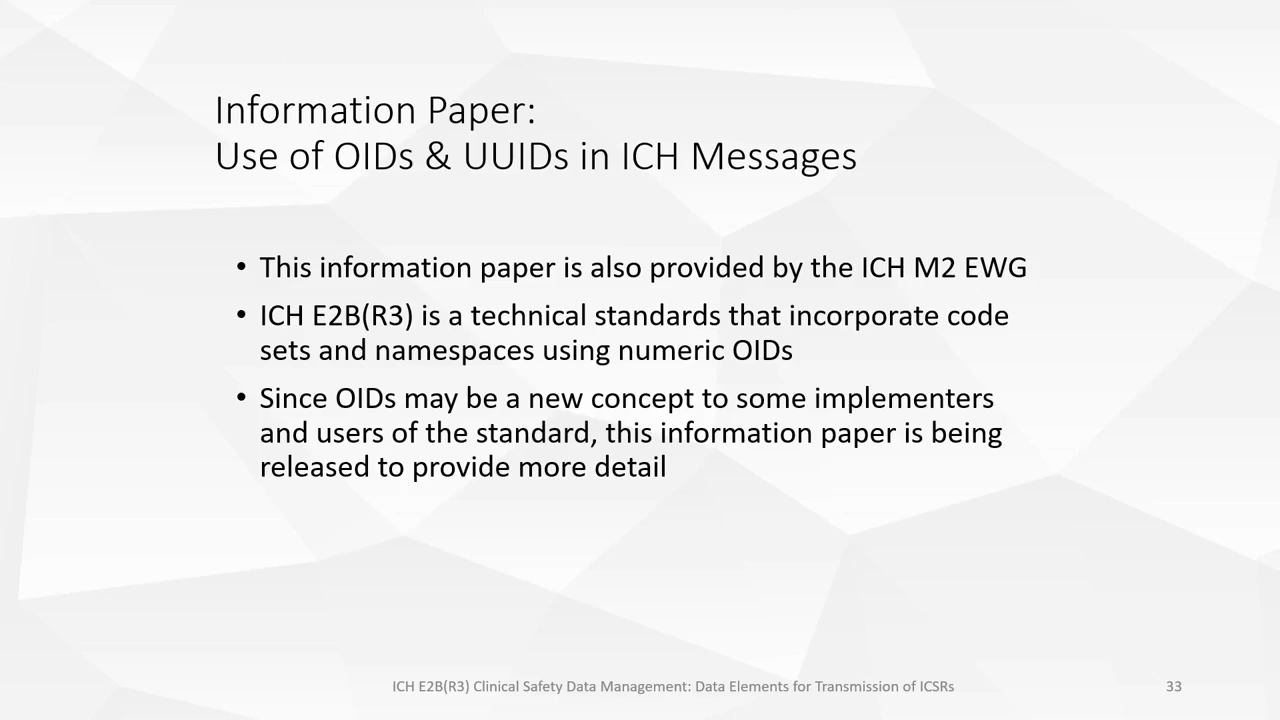 Information Paper:
Use of OIDs & UUIDs in ICH Messages
• This information paper is also provided by the ICH M2 EWG
• ICH E2B(R3) is a technical standards that incorporate code
sets and namespaces using numeric OIDs
• Since OIDs may be a new concept to some implementers
and users of the standard, this information paper is being
released to provide more detail
ICH E2B(R3) Clinical Safety Data Management: Data Elements for Transmission of ICSRs
33